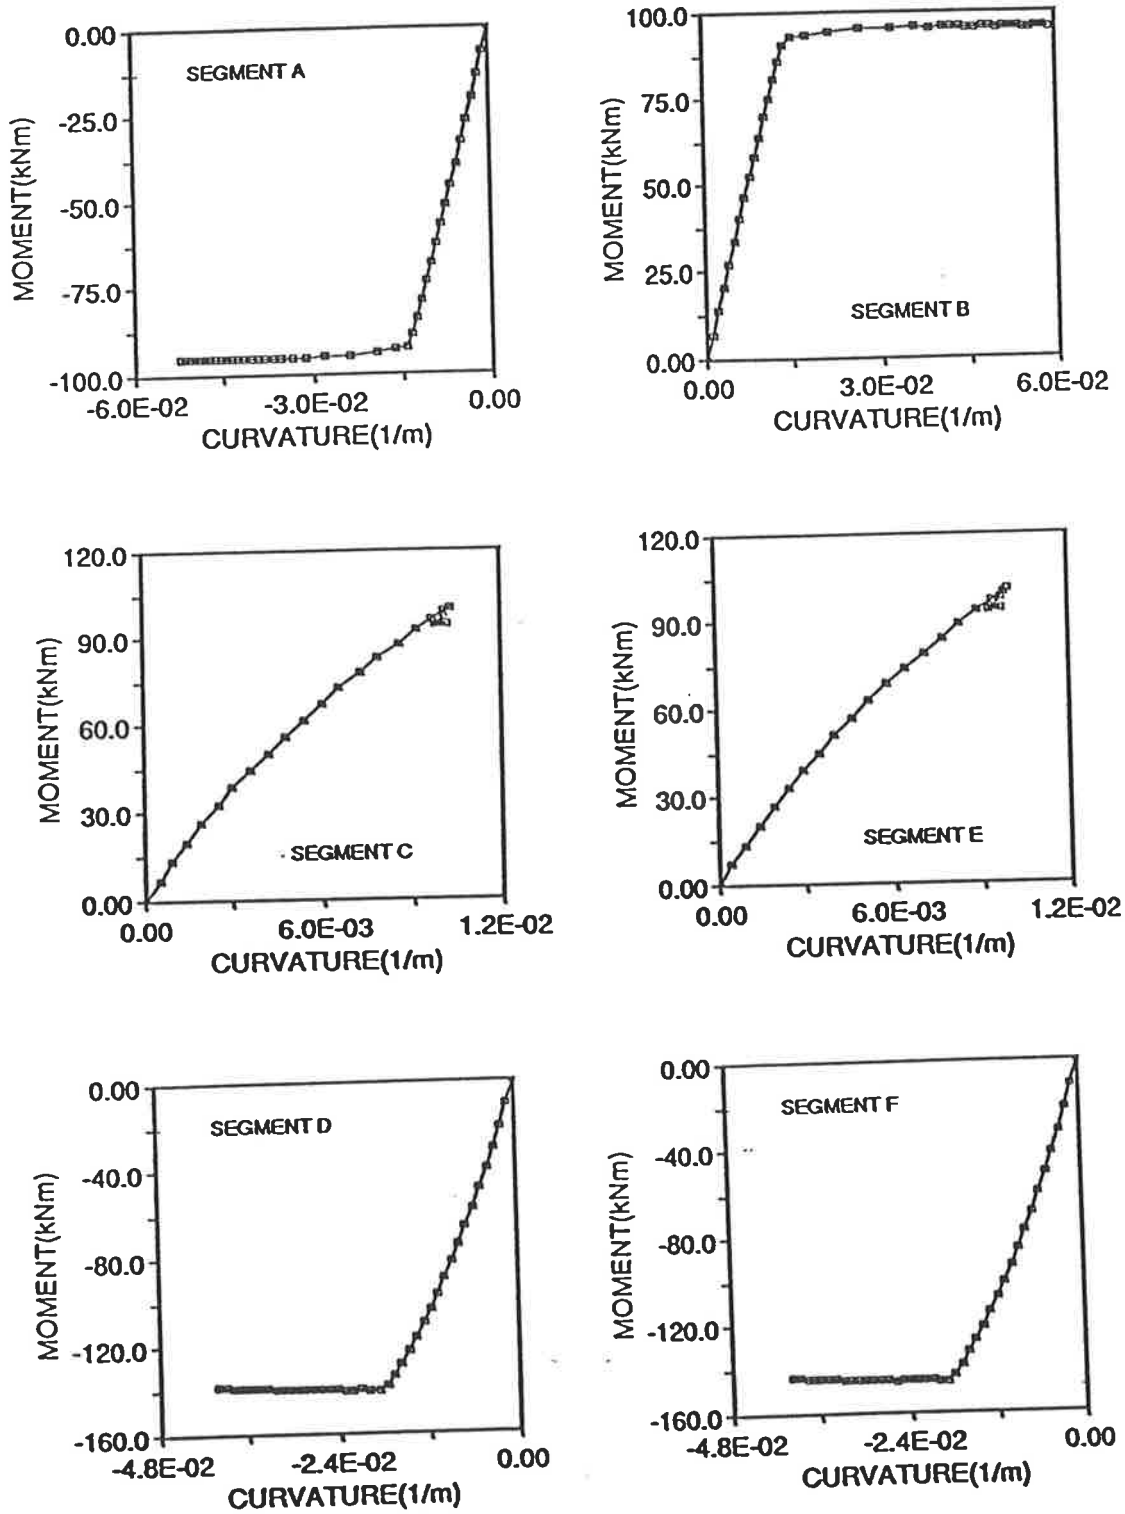 0.00
-25.0
-50.0
-75.0
-100.0
MOMENT(kNm)
SEGMENT A
-6.0E-02 -3.0E-02 0.00
CURVATURE(1/m)
100.0
75.0
50.0
25.0
0.00
MOMENT(kNm)
SEGMENT B
0.00 3.0E-02 6.0E-02
CURVATURE(1/m)
120.0
90.0
60.0
30.0
0.00
MOMENT(kNm)
SEGMENT C
0.00 6.0E-03 1.2E-02
CURVATURE(1/m)
120.0
90.0
60.0
30.0
0.00
MOMENT(kNm)
SEGMENT E
0.00 6.0E-03 1.2E-02
CURVATURE(1/m)
0.00
-40.0
-80.0
-120.0
-160.0
MOMENT(kNm)
SEGMENT D
-4.8E-02 -2.4E-02 0.00
CURVATURE(1/m)
0.00
-40.0
-80.0
-120.0
-160.0
MOMENT(kNm)
SEGMENT F
-4.8E-02 -2.4E-02 0.00
CURVATURE(1/m)